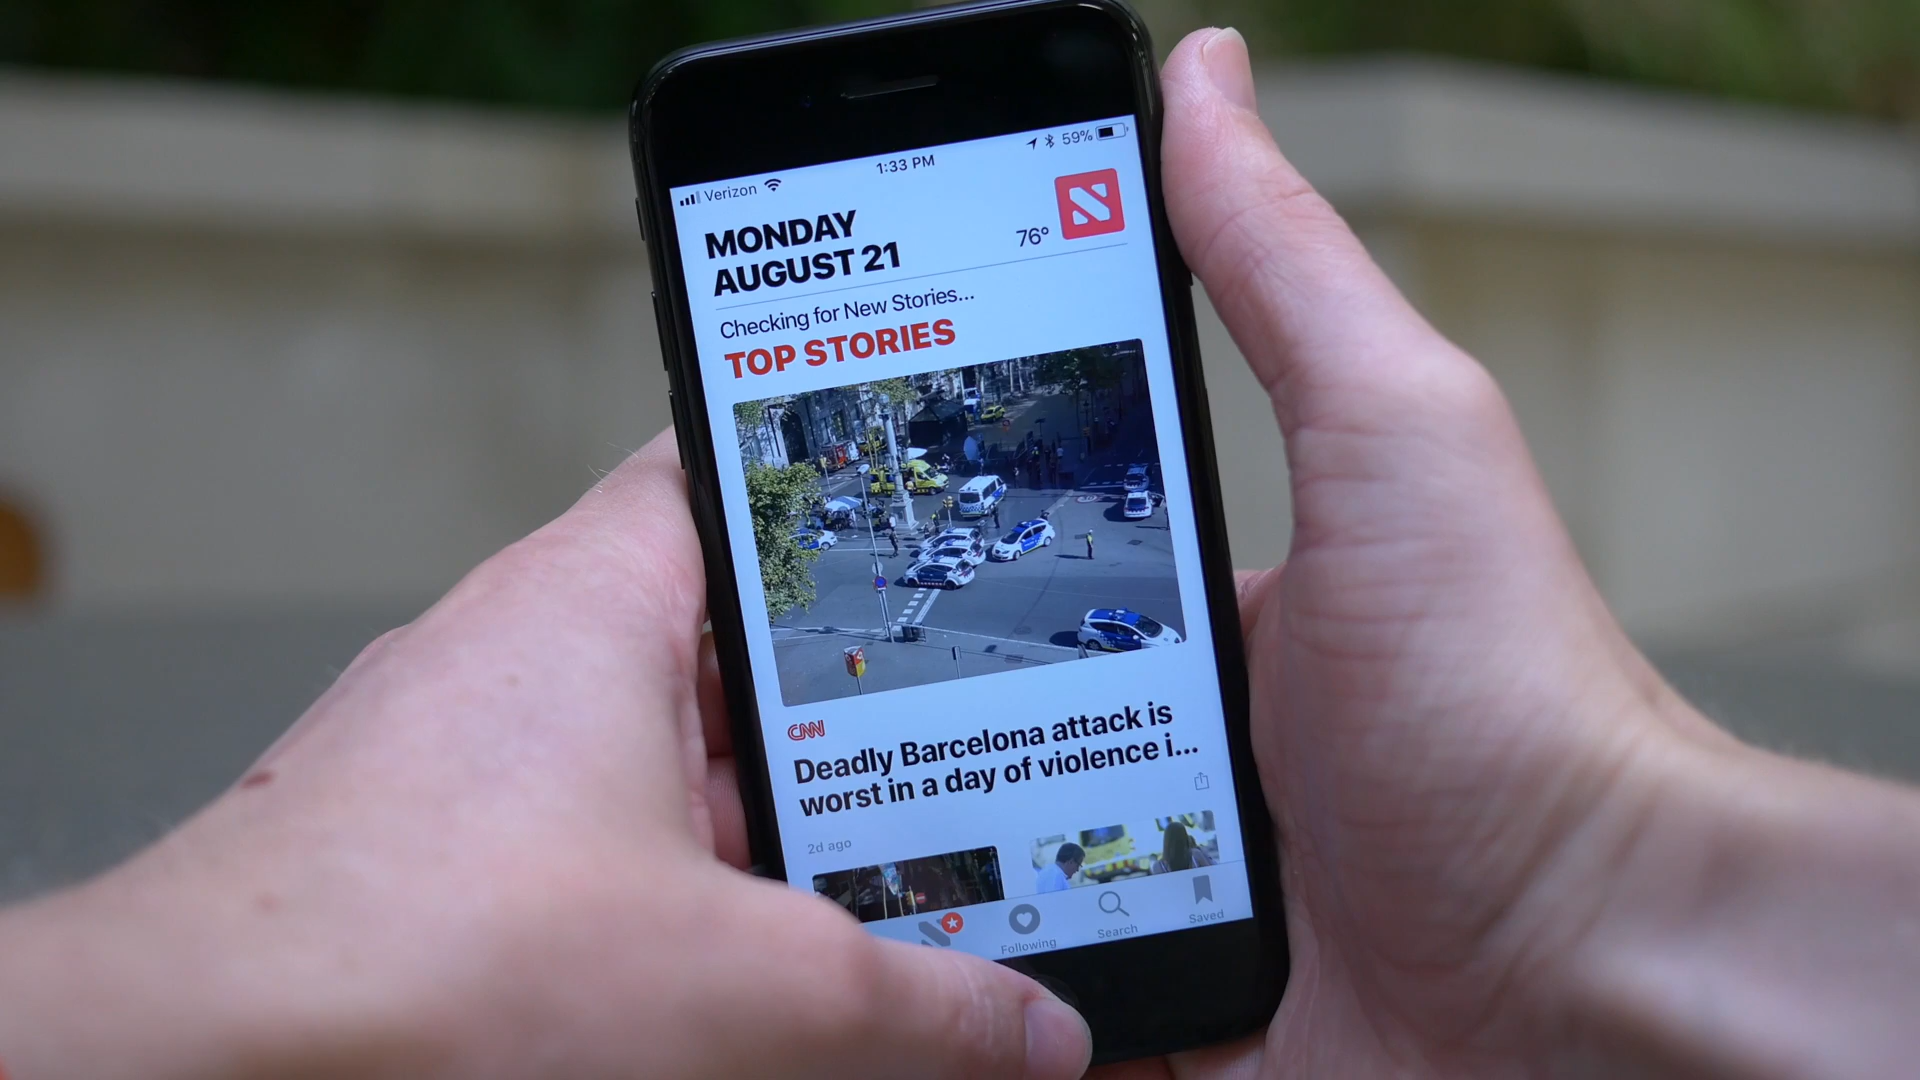 Verizon
1:33 PM
59%
MONDAY
AUGUST 21
76°
Checking for New Stories...
TOP STORIES
CNN
Deadly Barcelona attack is
worst in a day of violence i...
2d ago
Following
Search
Saved